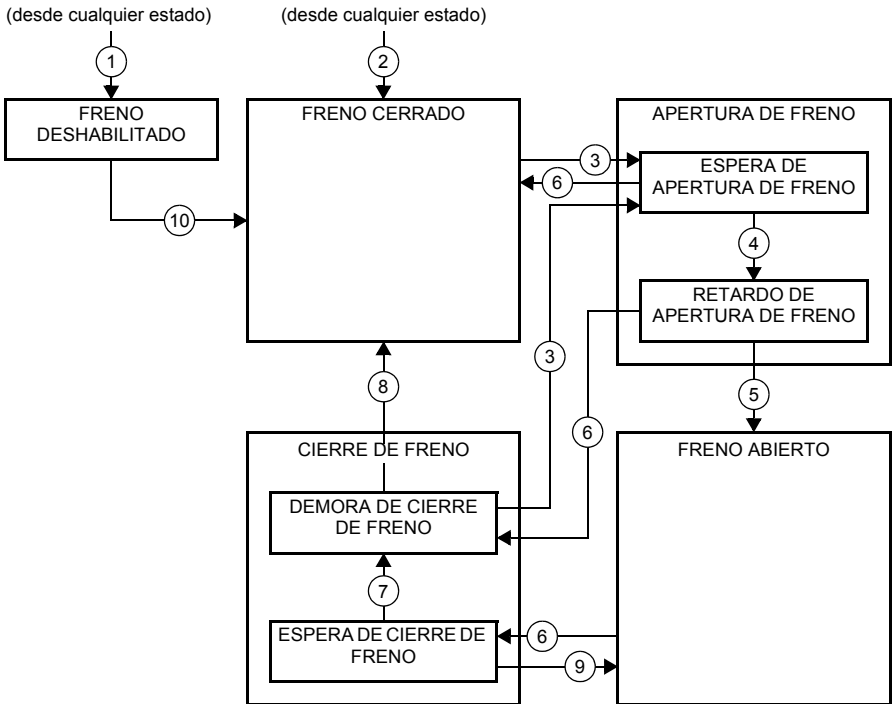 (desde cualquier estado)
(desde cualquier estado)
1
2
FRENO
DESHABILITADO
FRENO CERRADO
APERTURA DE FRENO
3
ESPERA DE
APERTURA DE FRENO
6
10
4
RETARDO DE
APERTURA DE FRENO
3
8
5
6
CIERRE DE FRENO
FRENO ABIERTO
DEMORA DE CIERRE
DE FRENO
7
ESPERA DE CIERRE DE
FRENO
6
9